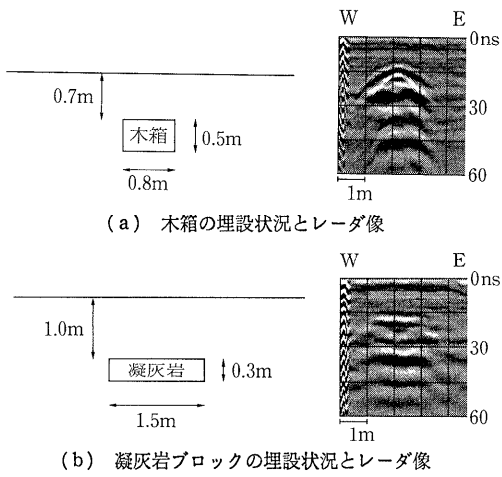 W E
0ns
0.7m
木箱
0.5m
30
0.8m
60
1m
(a) 木箱の埋設状況とレーダ像
W E
0ns
1.0m
凝灰岩
0.3m
30
1.5m
60
1m
(b) 凝灰岩ブロックの埋設状況とレーダ像